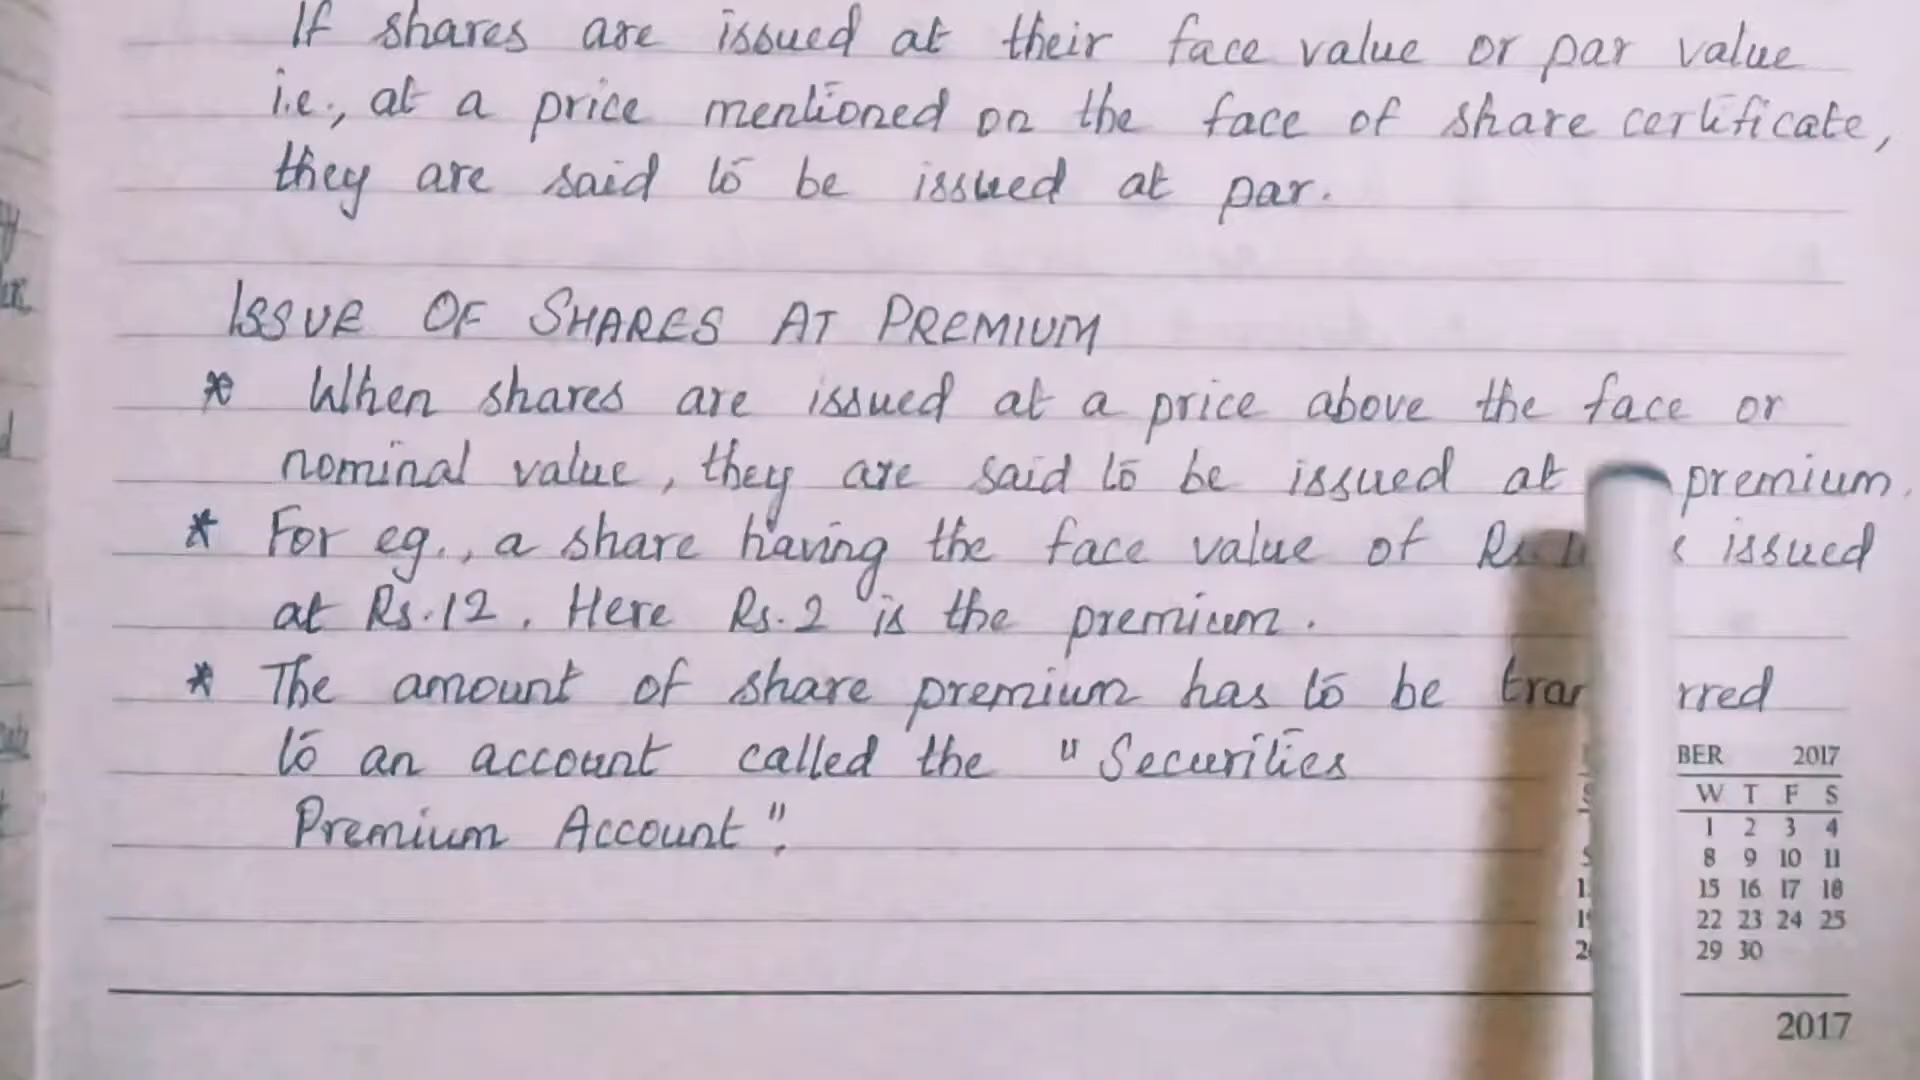 If shares are issued at their face value or par value
i.e., at a price mentioned on the face of share certificate,
they are said to be issued at par.
ISSUE OF SHARES AT PREMIUM
* When shares are issued at a price above the face or
nominal value, they are said to be issued at premium.
* For eg., a share having the face value of Rs. issued
at Rs.12. Here Rs.2 is the premium.
* The amount of share premium has to be
to an account called the "Securities
Premium Account".
BER 2017
W T F S
1 2 3 4
8 9 10 11
15 16 17 18
22 23 24 25
29 30
2017